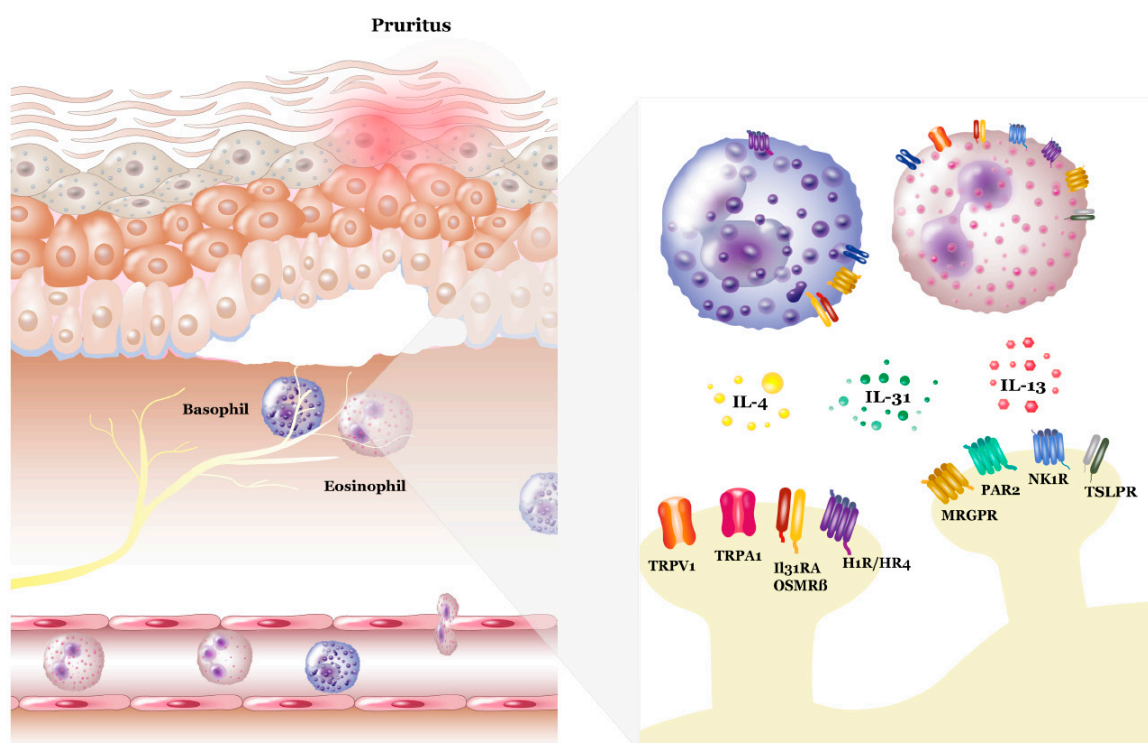 Pruritus
Basophil
Eosinophil
IL-4
IL-31
IL-13
MRGPR
PAR2
NK1R
TSLPR
TRPV1
TRPA1
Il31RA
OSMRß
H1R/HR4